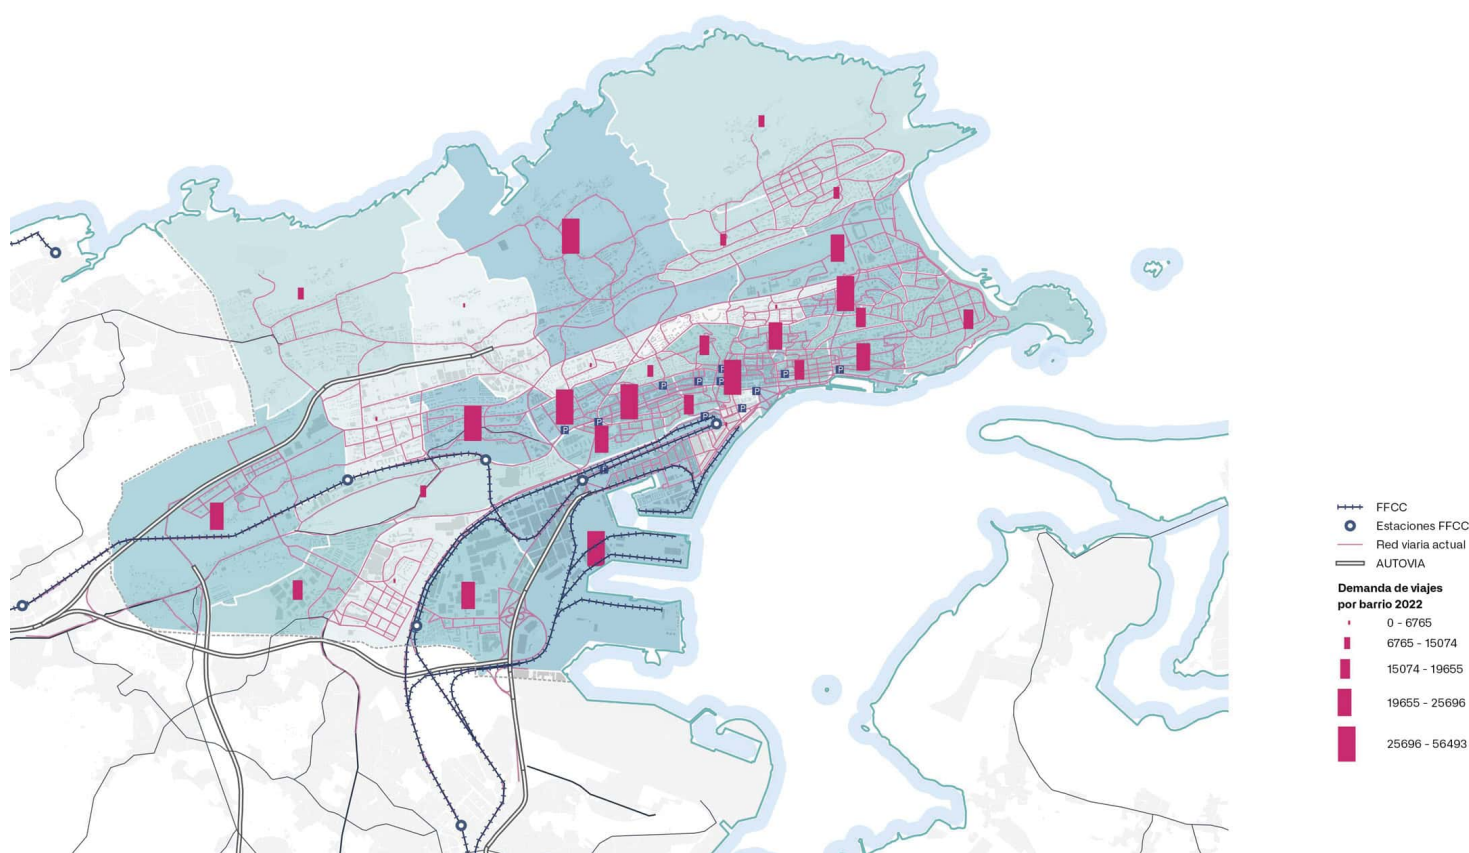 P
P
P
P
P
P
P
P
P
P
P
P
FFCC
Estaciones FFCC
Red viaria actual
AUTOVIA
Demanda de viajes
por barrio 2022
0 - 6765
6765 - 15074
15074 - 19655
19655 - 25696
25696 - 56493